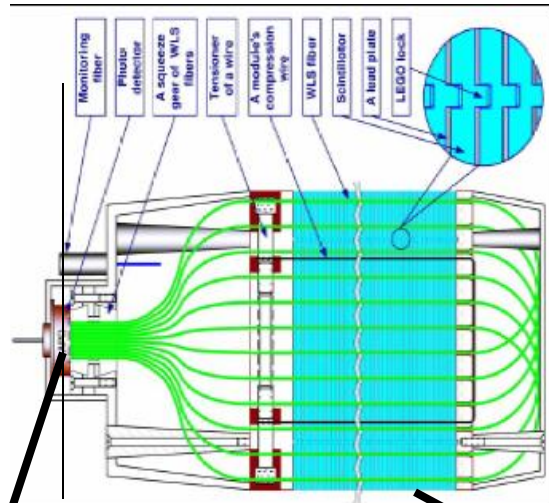 Monitoring
fiber
Photo-
detector
A squeeze
gear of WLS
fibers
Tensioner
of a wire
A module's
compression
wire
WLS fiber
Scintillator
A lead plate
LEGO lock